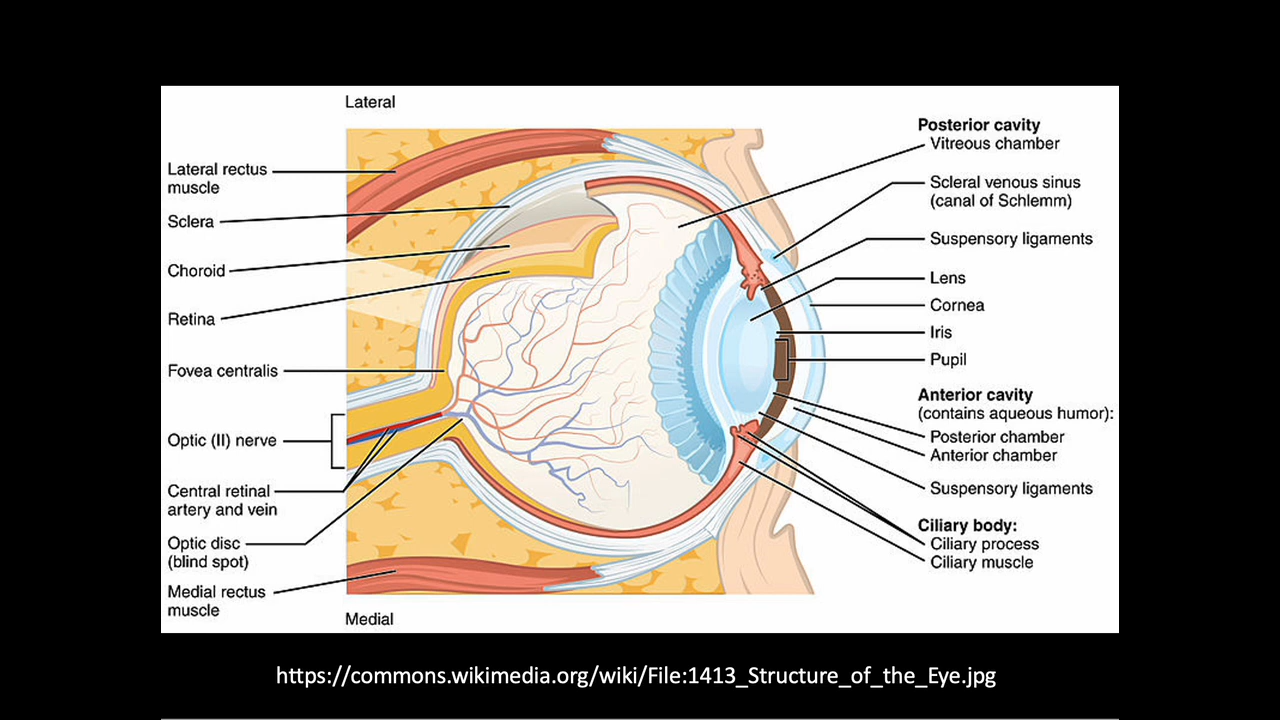 Lateral
Lateral rectus
muscle
Sclera
Choroid
Retina
Fovea centralis
Optic (II) nerve
Central retinal
artery and vein
Optic disc
(blind spot)
Medial rectus
muscle
Medial
Posterior cavity
Vitreous chamber
Scleral venous sinus
(canal of Schlemm)
Suspensory ligaments
Lens
Cornea
Iris
Pupil
Anterior cavity
(contains aqueous humor):
Posterior chamber
Anterior chamber
Suspensory ligaments
Ciliary body:
Ciliary process
Ciliary muscle
https://commons.wikimedia.org/wiki/File:1413_Structure_of_the_Eye.jpg